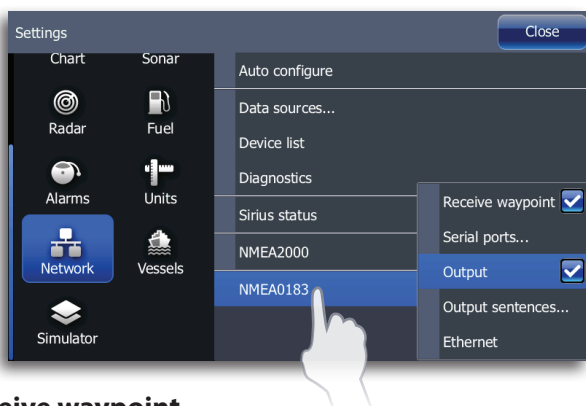 Settings
Close
Chart
Sonar
Radar
Fuel
Alarms
Units
Network
Vessels
Simulator
Auto configure
Data sources...
Device list
Diagnostics
Sirius status
NMEA2000
NMEA0183
Receive waypoint
Serial ports...
Output
Output sentences...
Ethernet
waypoint